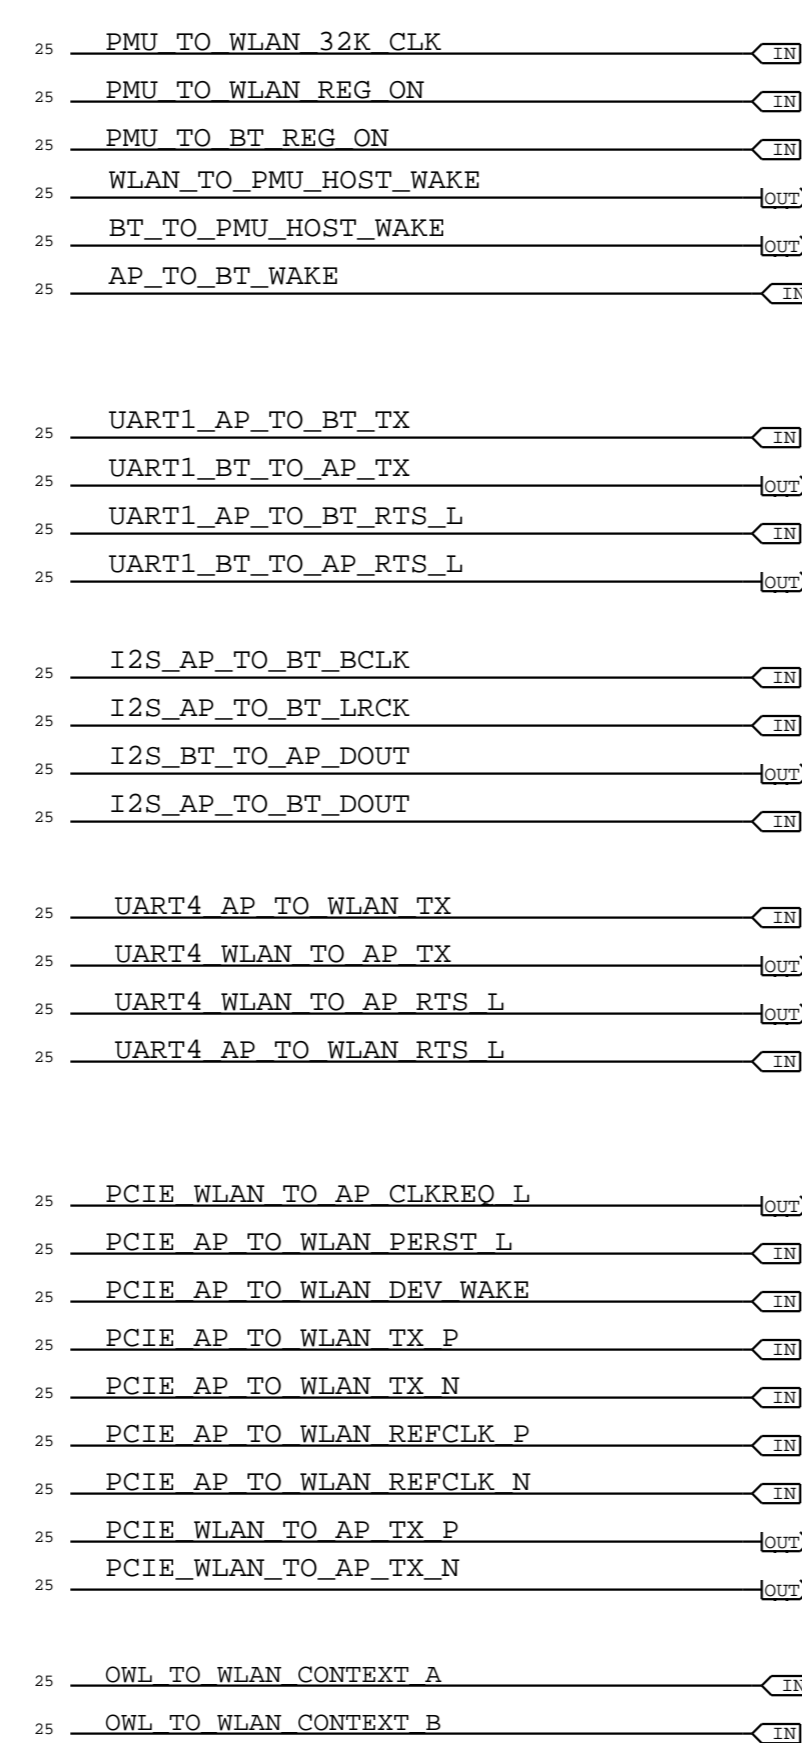 25 PMU_TO_WLAN_32K_CLK IN
25 PMU_TO_WLAN_REG_ON IN
25 PMU_TO_BT_REG_ON IN
25 WLAN_TO_PMU_HOST_WAKE OUT
25 BT_TO_PMU_HOST_WAKE OUT
25 AP_TO_BT_WAKE IN
25 UART1_AP_TO_BT_TX IN
25 UART1_BT_TO_AP_TX OUT
25 UART1_AP_TO_BT_RTS_L IN
25 UART1_BT_TO_AP_RTS_L OUT
25 I2S_AP_TO_BT_BCLK IN
25 I2S_AP_TO_BT_LRCK IN
25 I2S_BT_TO_AP_DOUT OUT
25 I2S_AP_TO_BT_DOUT IN
25 UART4_AP_TO_WLAN_TX IN
25 UART4_WLAN_TO_AP_TX OUT
25 UART4_WLAN_TO_AP_RTS_L OUT
25 UART4_AP_TO_WLAN_RTS_L IN
25 PCIE_WLAN_TO_AP_CLKREQ_L OUT
25 PCIE_AP_TO_WLAN_PERST_L IN
25 PCIE_AP_TO_WLAN_DEV_WAKE IN
25 PCIE_AP_TO_WLAN_TX_P IN
25 PCIE_AP_TO_WLAN_TX_N IN
25 PCIE_AP_TO_WLAN_REFCLK_P IN
25 PCIE_AP_TO_WLAN_REFCLK_N IN
25 PCIE_WLAN_TO_AP_TX_P OUT
25 PCIE_WLAN_TO_AP_TX_N OUT
25 OWL_TO_WLAN_CONTEXT_A IN
25 OWL_TO_WLAN_CONTEXT_B IN